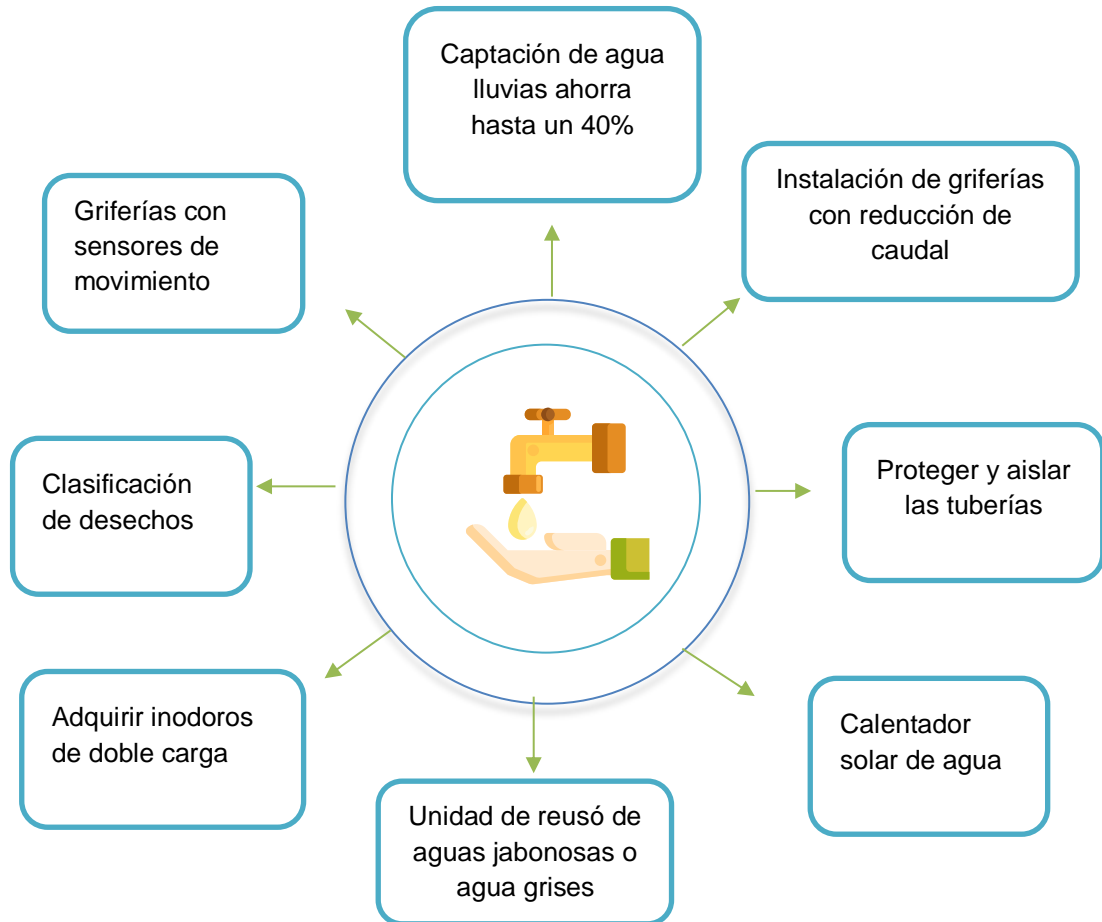 Captación de agua
lluvias ahorra
hasta un 40%
Instalación de griferías
con reducción de
caudal
Griferías con
sensores de
movimiento
Clasificación
de desechos
Proteger y aislar
las tuberías
Adquirir inodoros
de doble carga
Calentador
solar de agua
Unidad de reusó de
aguas jabonosas o
agua grises